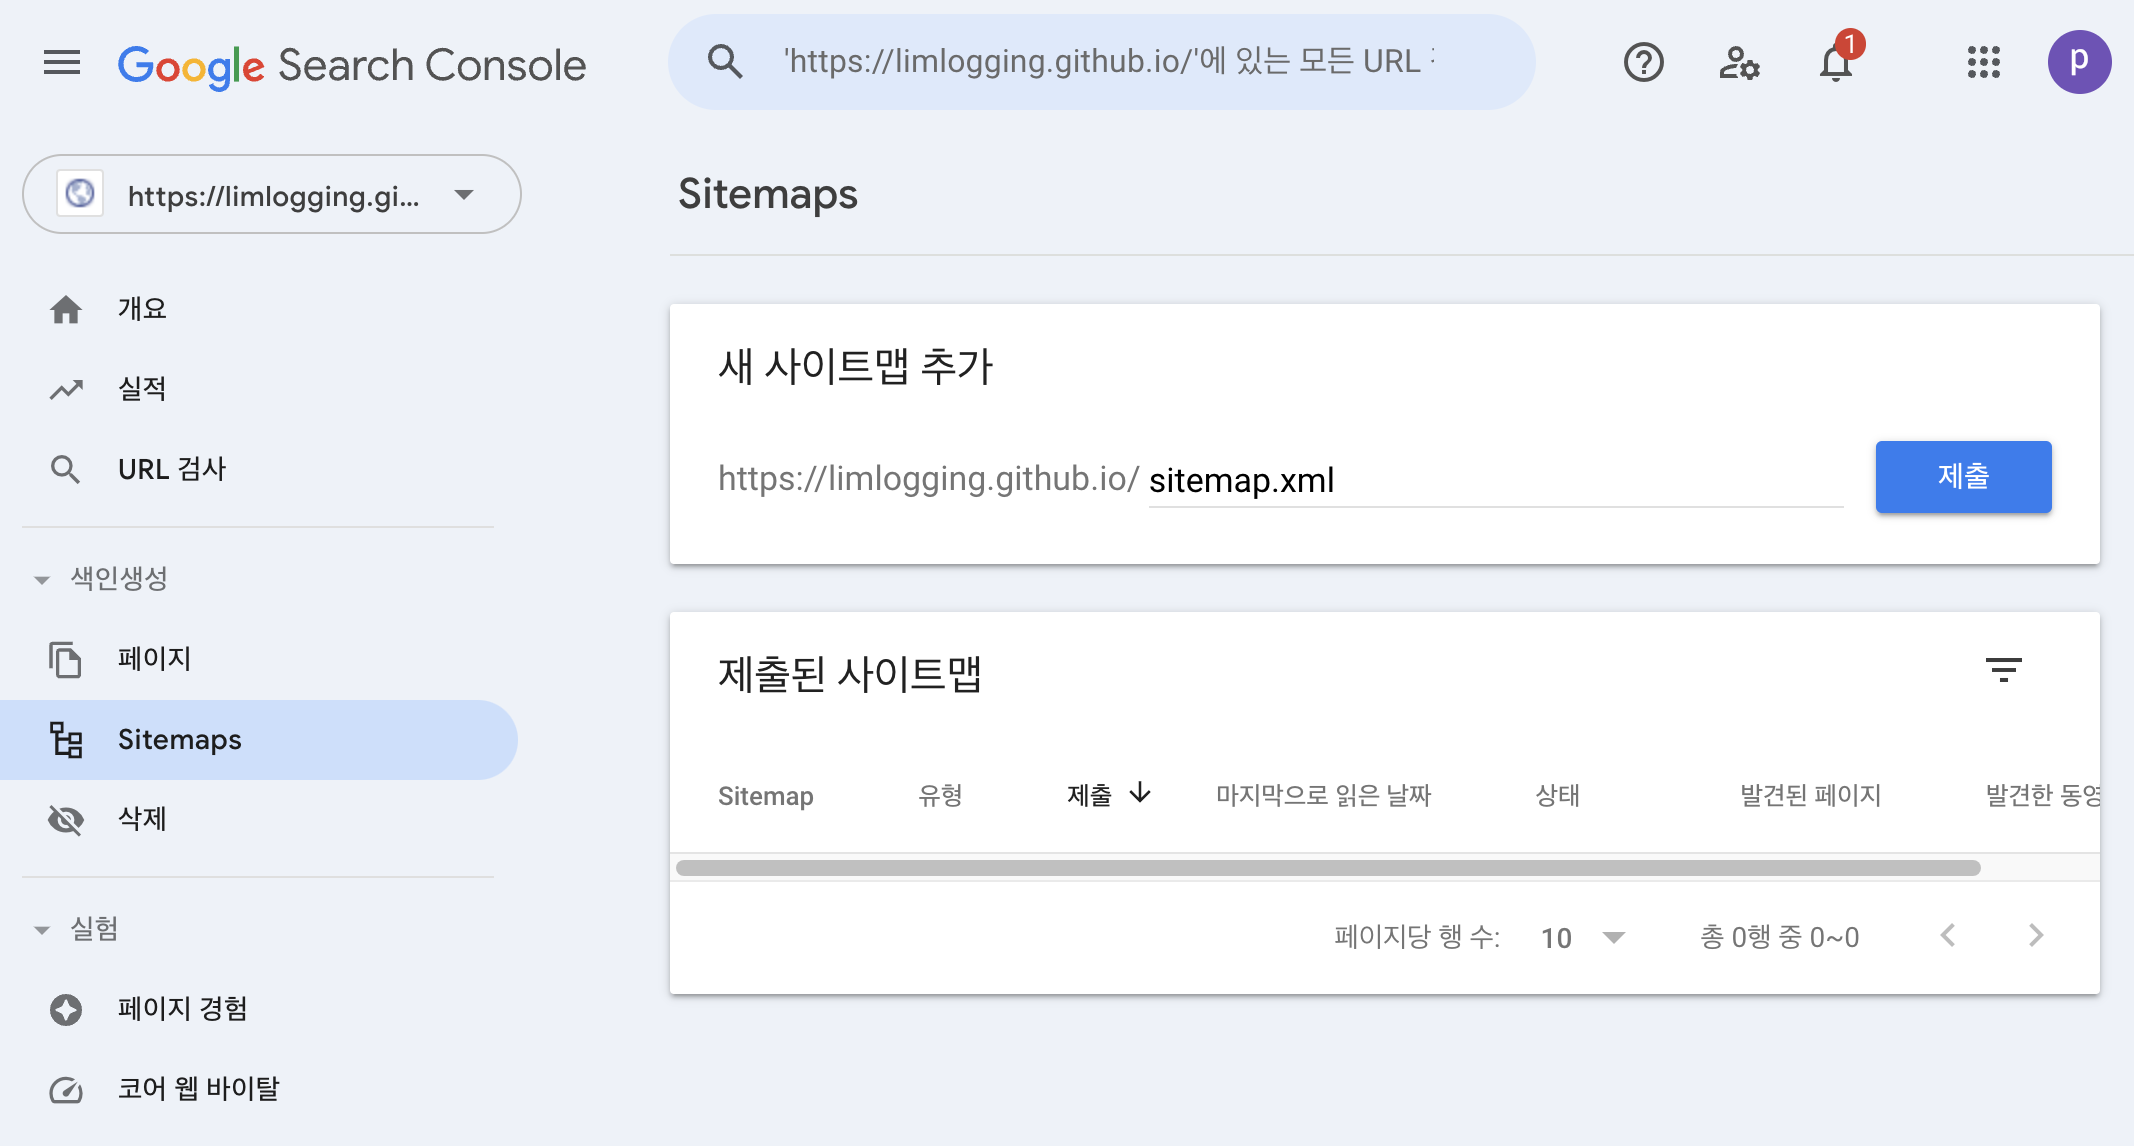 Google Search Console
'https://limlogging.github.io/'에 있는 모든 URL
1
p
https://limlogging.gi...
개요
실적
URL 검사
색인생성
페이지
Sitemaps
삭제
실험
페이지 경험
코어 웹 바이탈
Sitemaps
새 사이트맵 추가
https://limlogging.github.io/ sitemap.xml
제출
제출된 사이트맵
Sitemap 유형 제출 마지막으로 읽은 날짜 상태 발견된 페이지 발견한 동영
페이지당 행 수: 10 총 0행 중 0~0